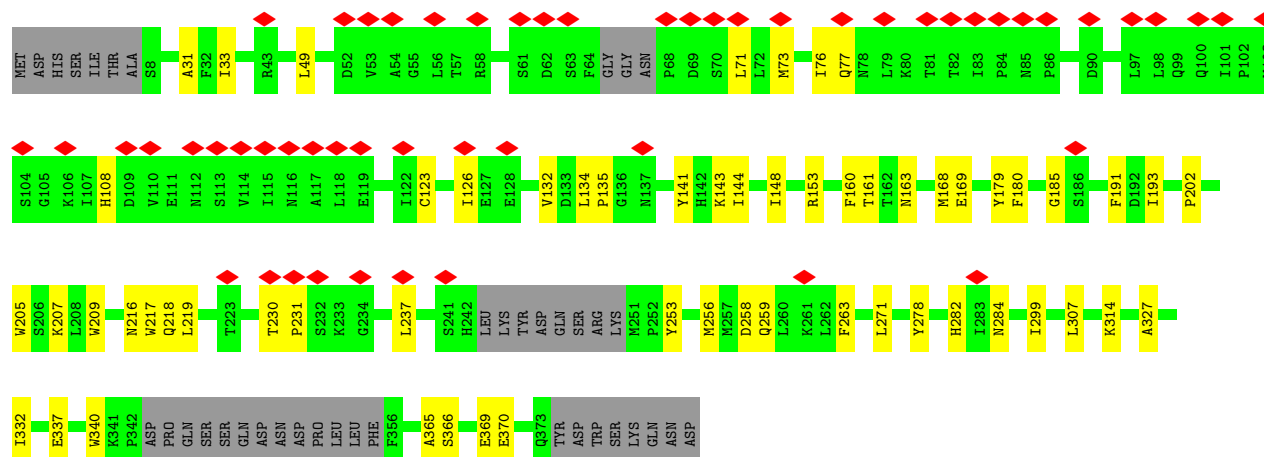 MET ASP HIS SER ILE THR ALA S8 A31 F32 I33 R43 L49 D52 V53 A54 G55 L56 T57 R58 S61 D62 S63 F64 GLY GLY ASN P68 D69 S70 L71 L72 M73 I76 Q77 N78 L79 K80 T81 T82 I83 P84 N85 P86 D90 L97 L98 Q99 Q100 I101 P102
S104 G105 K106 I107 H108 D109 V110 E111 N112 S113 V114 I115 N116 A117 L118 E119 I122 C123 I126 E127 E128 V132 D133 L134 P135 G136 N137 Y141 H142 K143 I144 I148 R153 F160 T161 T162 N163 M168 E169 Y179 F180 G185 S186 F191 D192 I193 P202
W205 S206 K207 L208 W209 N216 W217 Q218 L219 T223 T230 P231 S232 K233 G234 L237 S241 H242 LEU LYS TYR ASP GLN SER ARG LYS M251 P252 Y253 M256 M257 D258 Q259 L260 K261 L262 F263 L271 Y278 H282 I283 N284 I299 L307 K314 A327
I332 E337 W340 K341 P342 ASP PRO GLN SER SER GLN ASP ASN ASP PRO LEU LEU PHE F356 A365 S366 E369 E370 Q373 TYR ASP TRP SER LYS GLN ASN ASP